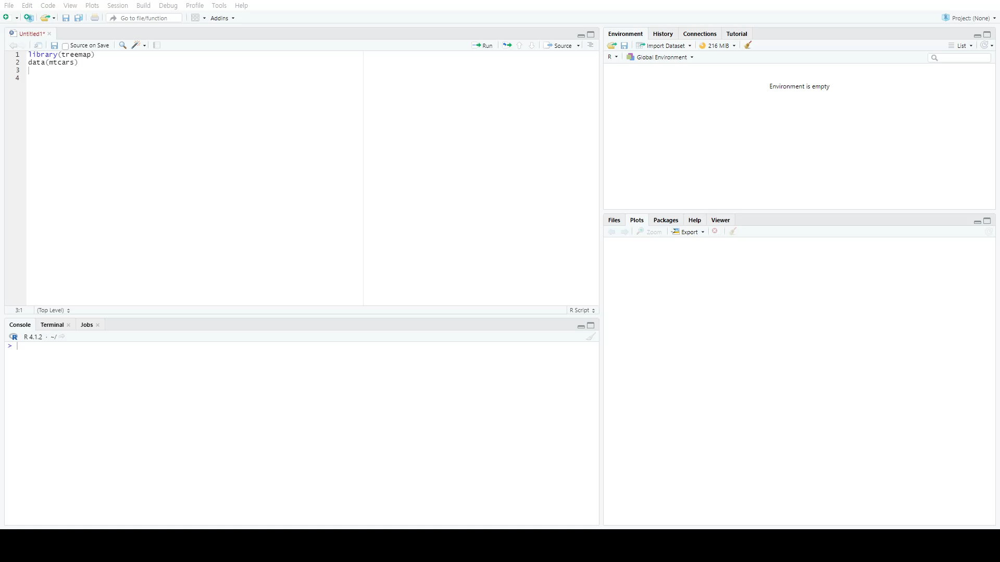 File Edit Code View Plots Session Build Debug Profile Tools Help
Go to file/function Addins Project: (None)
Untitled1*
Source on Save Run Source
1 library(treemap)
2 data(mtcars)
3
4
3:1 (Top Level) R Script
Console Terminal Jobs
R 4.1.2 · ~/
>
Environment History Connections Tutorial
Import Dataset 216 MiB List
R Global Environment
Environment is empty
Files Plots Packages Help Viewer
Zoom Export